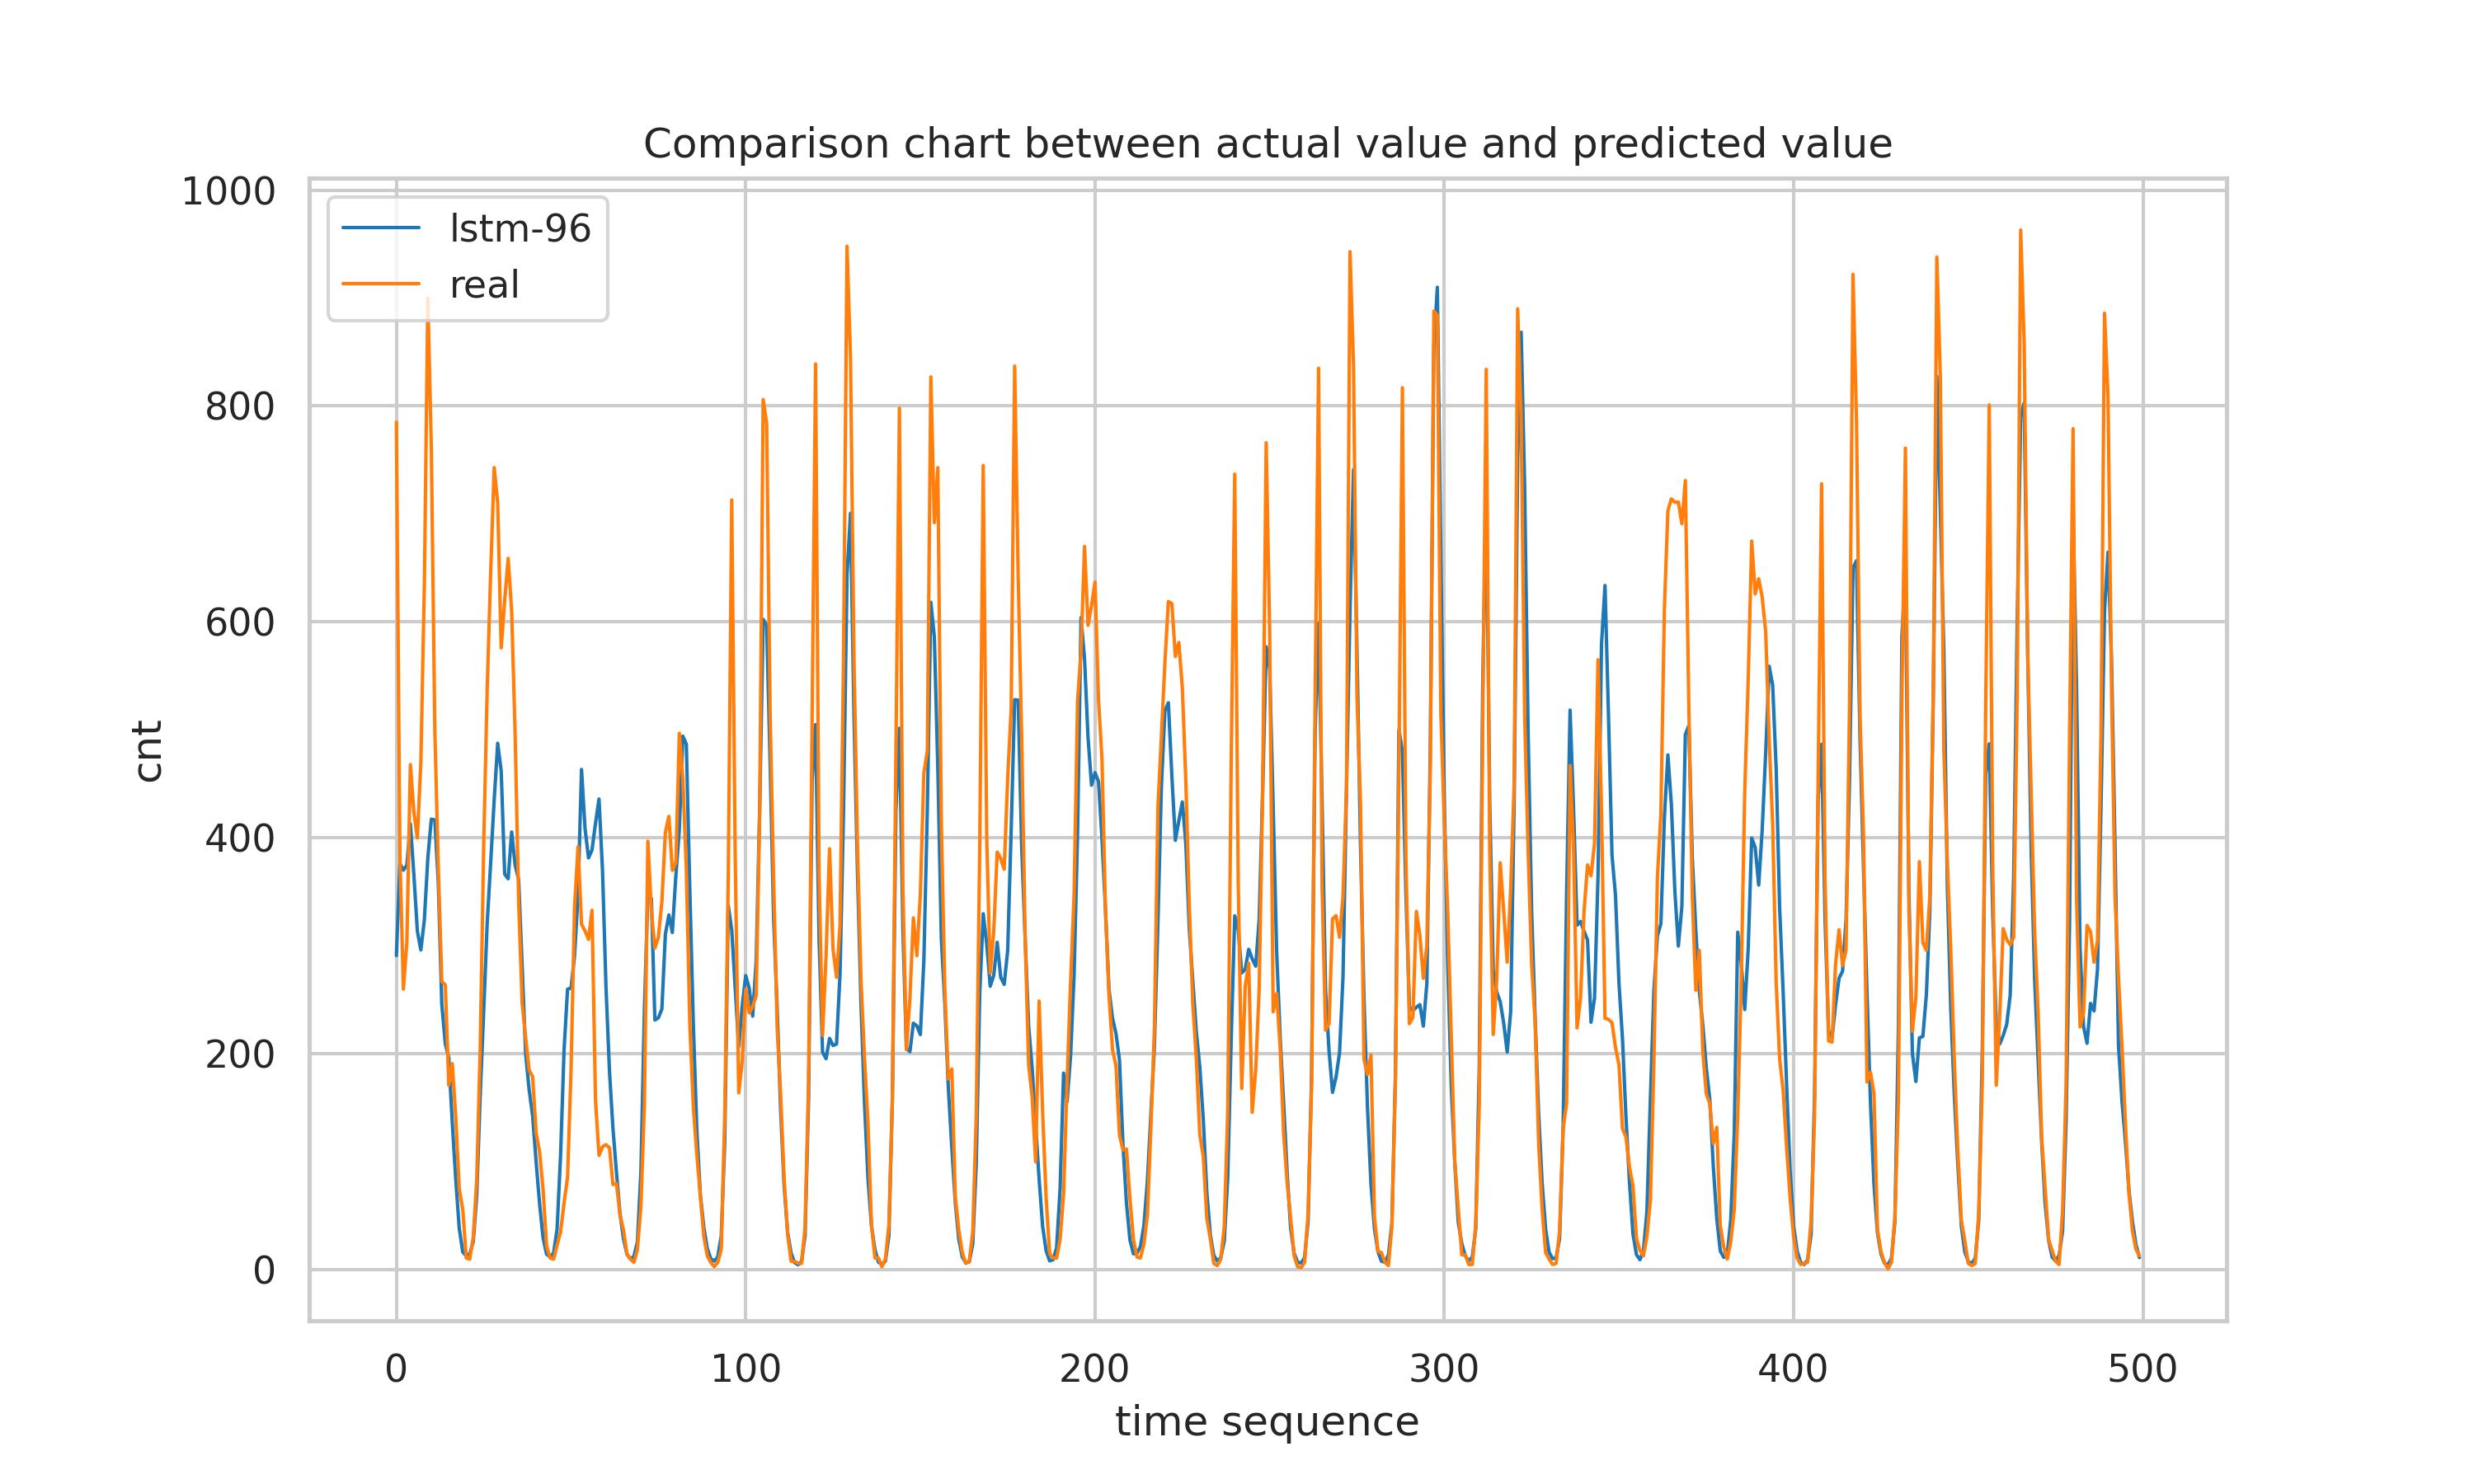 Comparison chart between actual value and predicted value
1000
800
600
400
200
0
cnt
lstm-96
real
0 100 200 300 400 500
time sequence